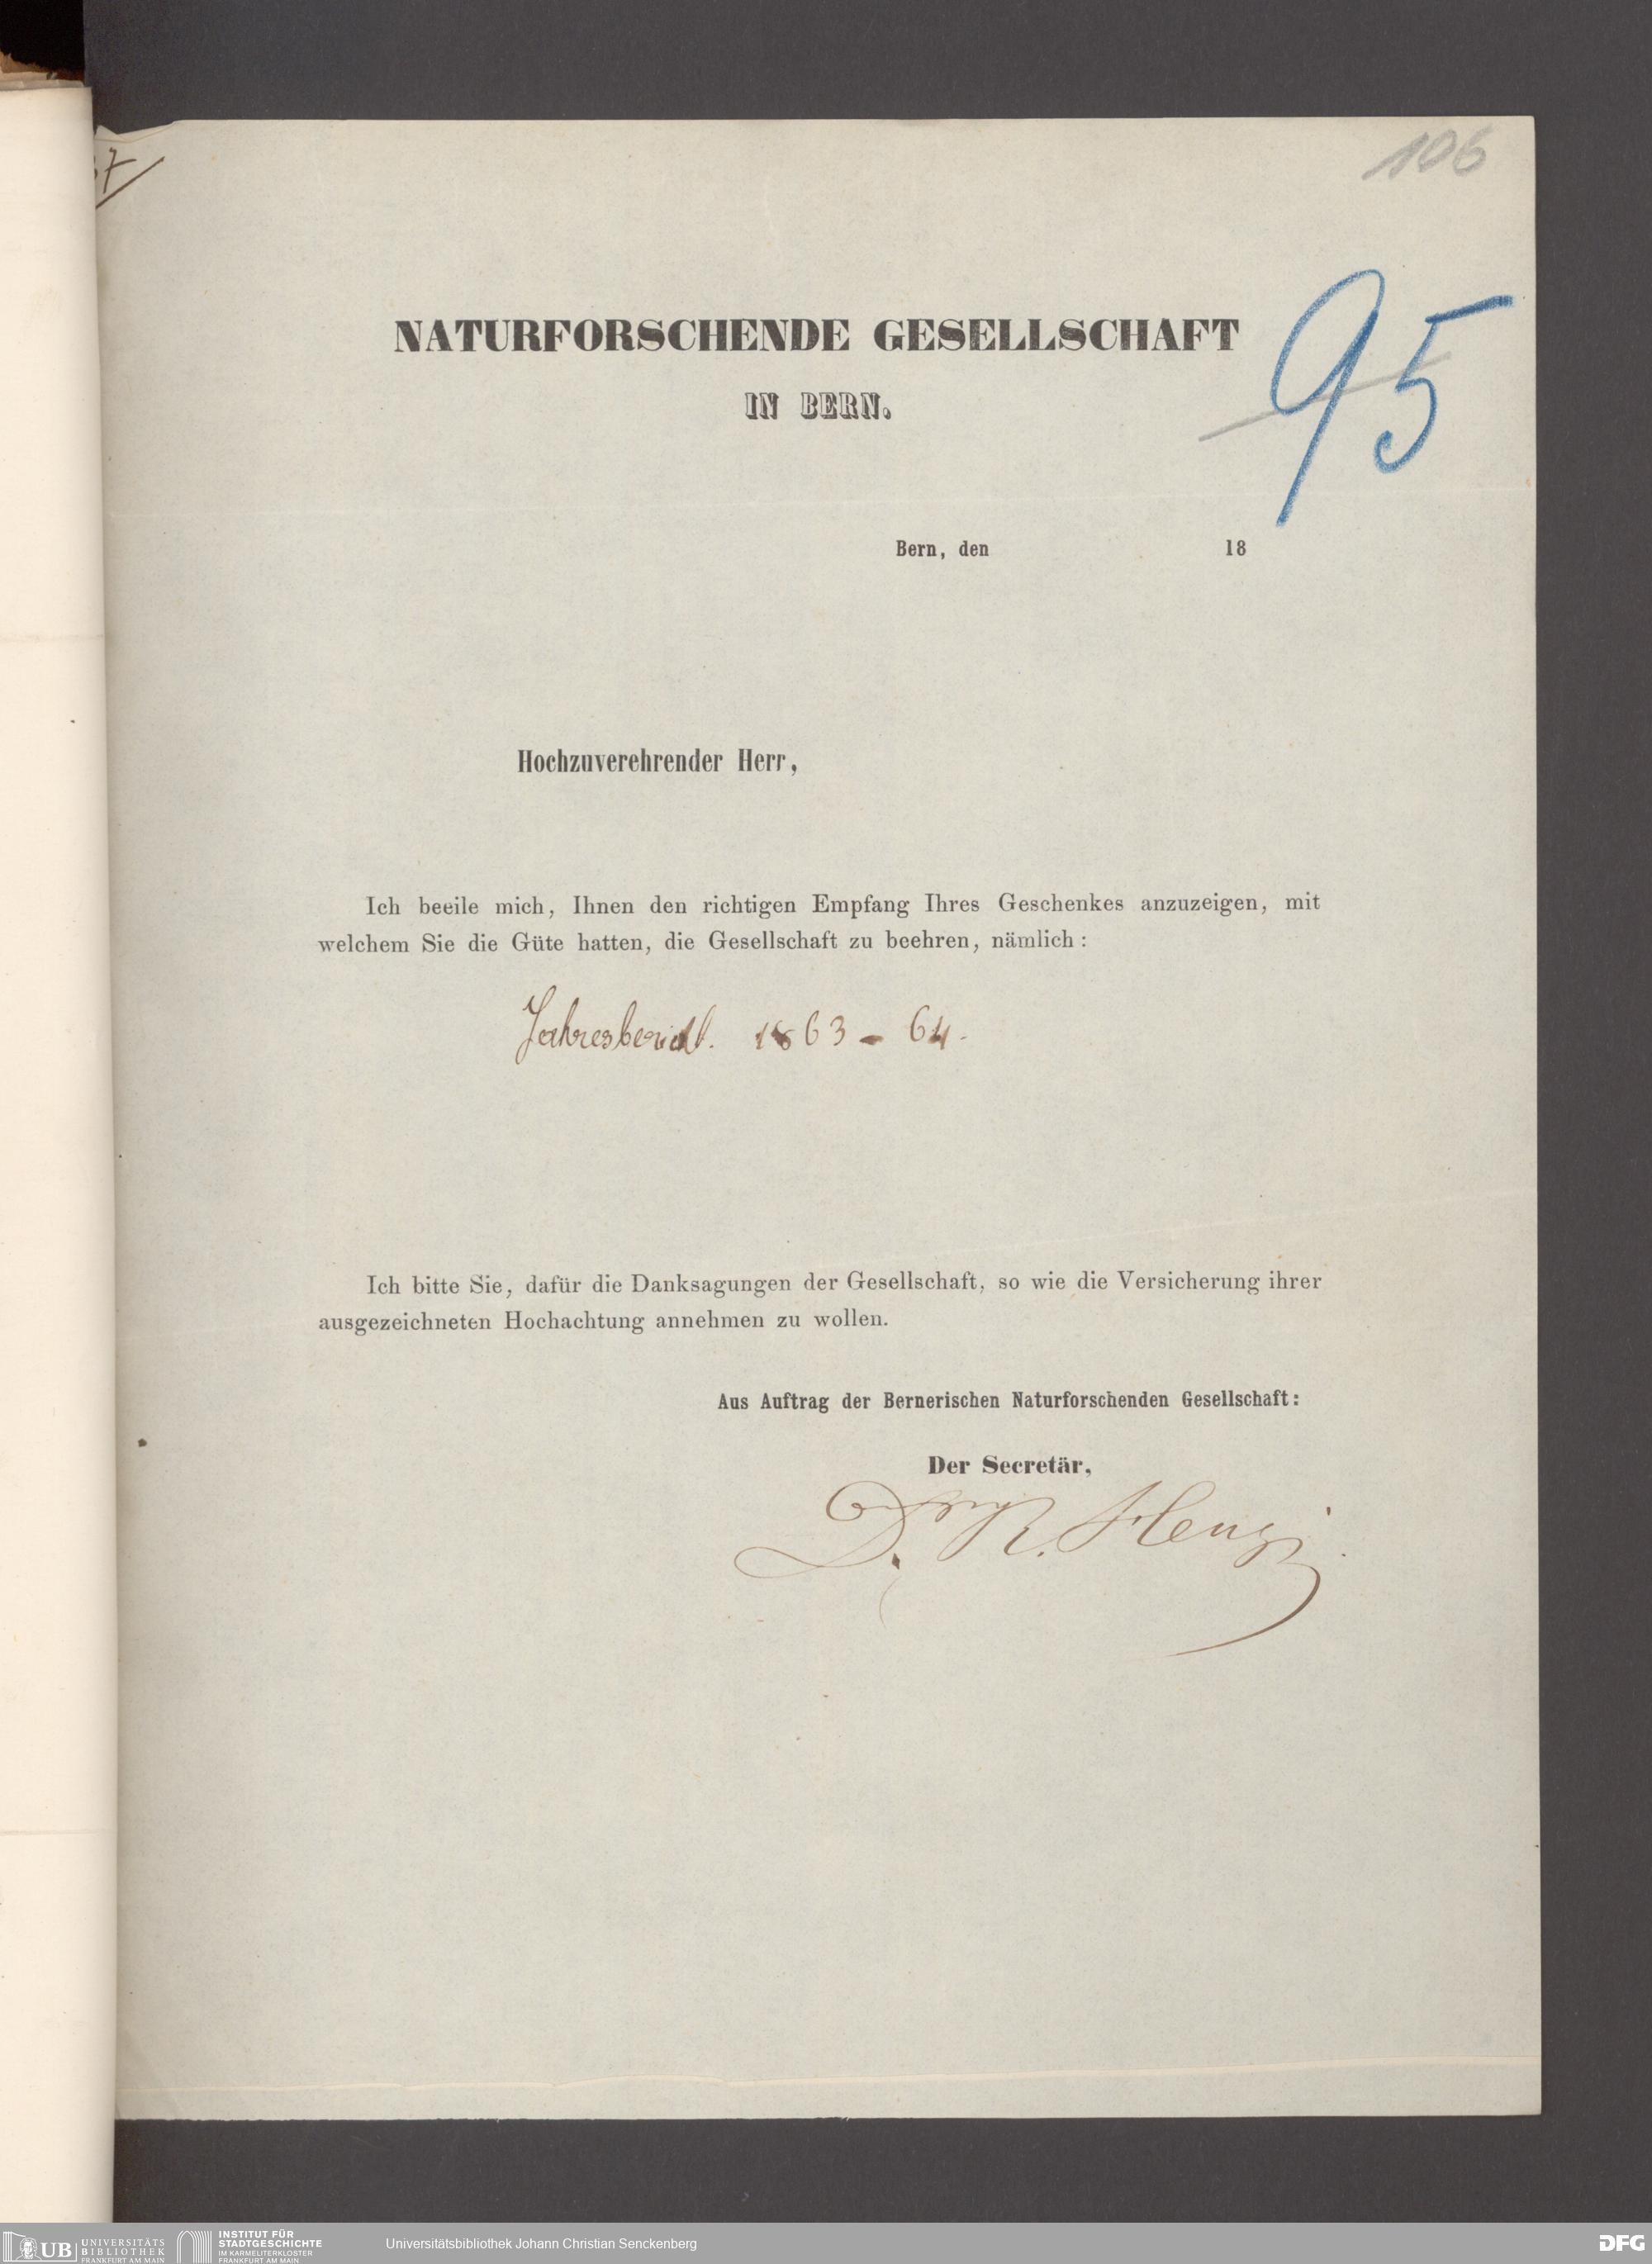 106
NATURFORSCHENDE GESELLSCHAFT
95
IN BERN.
Bern, den 18
Hochzuverehrender Herr,
Ich beeile mich, Ihnen den richtigen Empfang Ihres Geschenkes anzuzeigen, mit
welchem Sie die Güte hatten, die Gesellschaft zu beehren, nämlich:
Jahresbericht. 1863-64.
Ich bitte Sie, dafür die Danksagungen der Gesellschaft, so wie die Versicherung ihrer
ausgezeichneten Hochachtung annehmen zu wollen.
Aus Auftrag der Bernerischen Naturforschenden Gesellschaft:
Der Secretär,
Dr. R. Henzi.
UB UNIVERSITÄTS
BIBLIOTHEK
FRANKFURT AM MAIN
INSTITUT FÜR
STADTGESCHICHTE
IM KARMELITERKLOSTER
FRANKFURT AM MAIN
Universitätsbibliothek Johann Christian Senckenberg
DFG